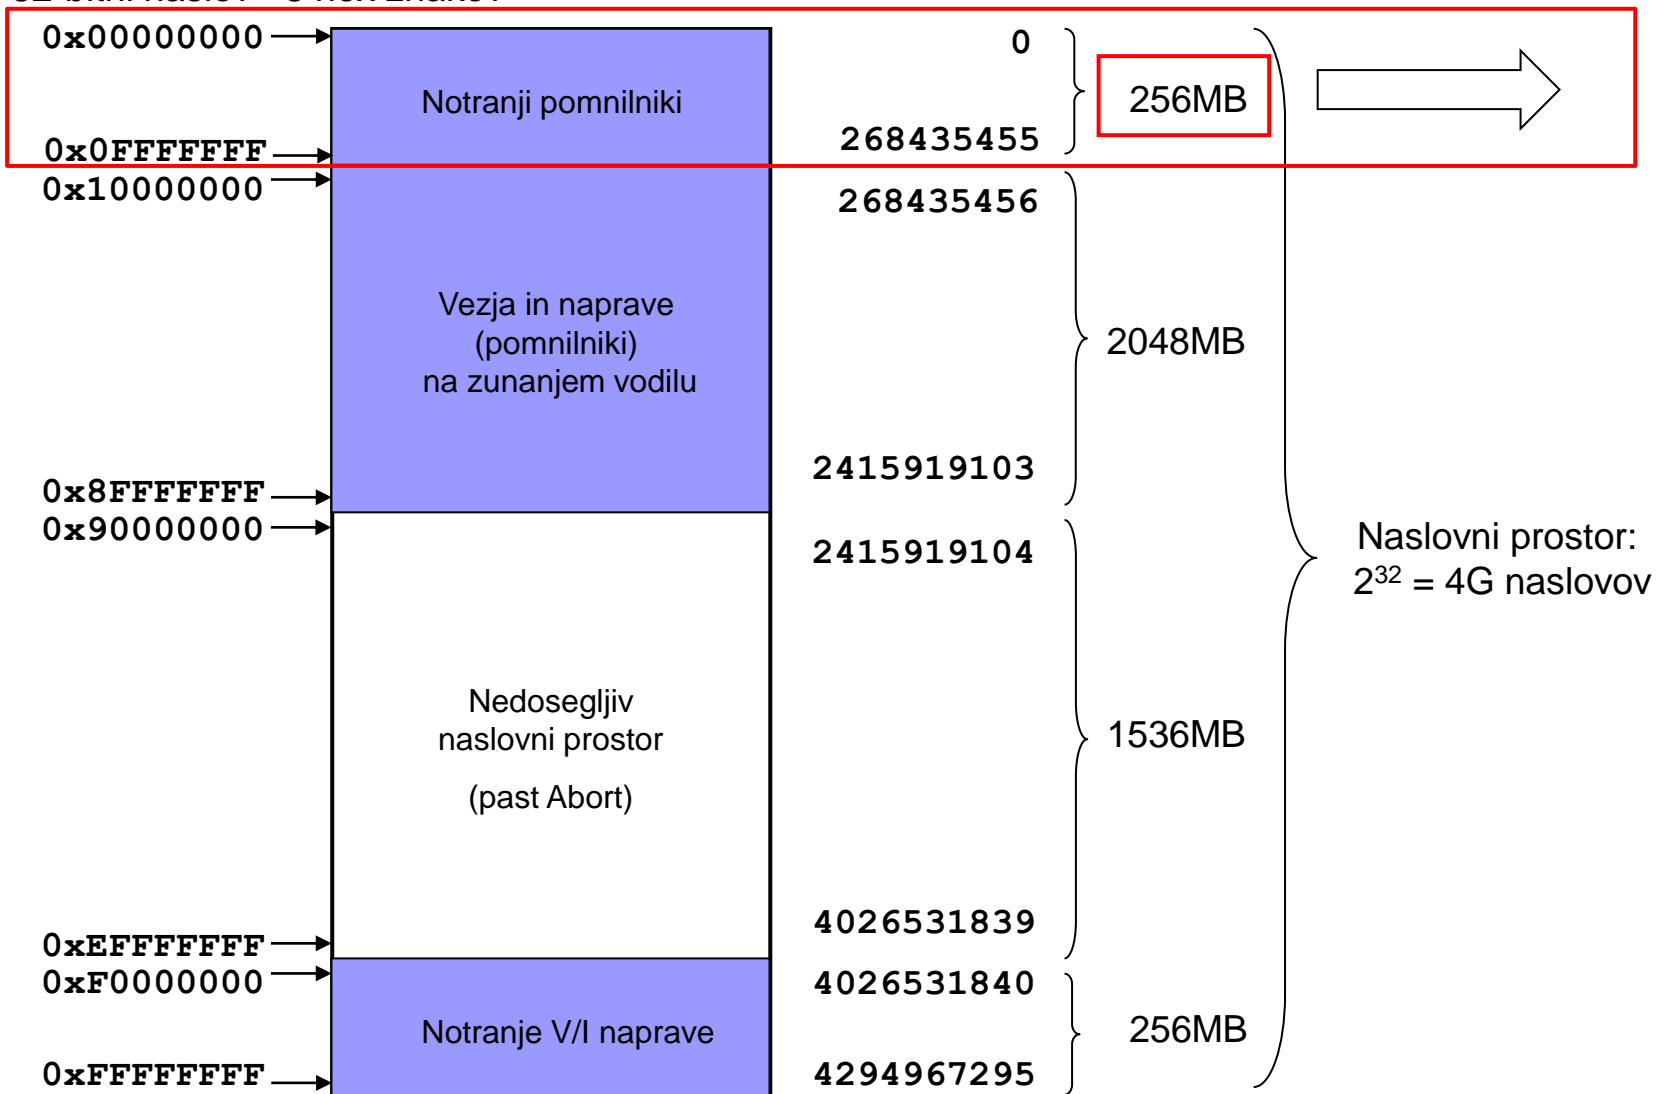 0x00000000
0
Notranji pomnilniki
256MB
268435455
0x0FFFFFFF
0x10000000
268435456
Vezja in naprave
(pomnilniki)
na zunanjem vodilu
2048MB
2415919103
0x8FFFFFFF
0x90000000
2415919104
Naslovni prostor:
2³² = 4G naslovov
Nedosegljiv
naslovni prostor
(past Abort)
1536MB
4026531839
0xEFFFFFFF
0xF0000000
4026531840
Notranje V/I naprave
256MB
0xFFFFFFFF
4294967295